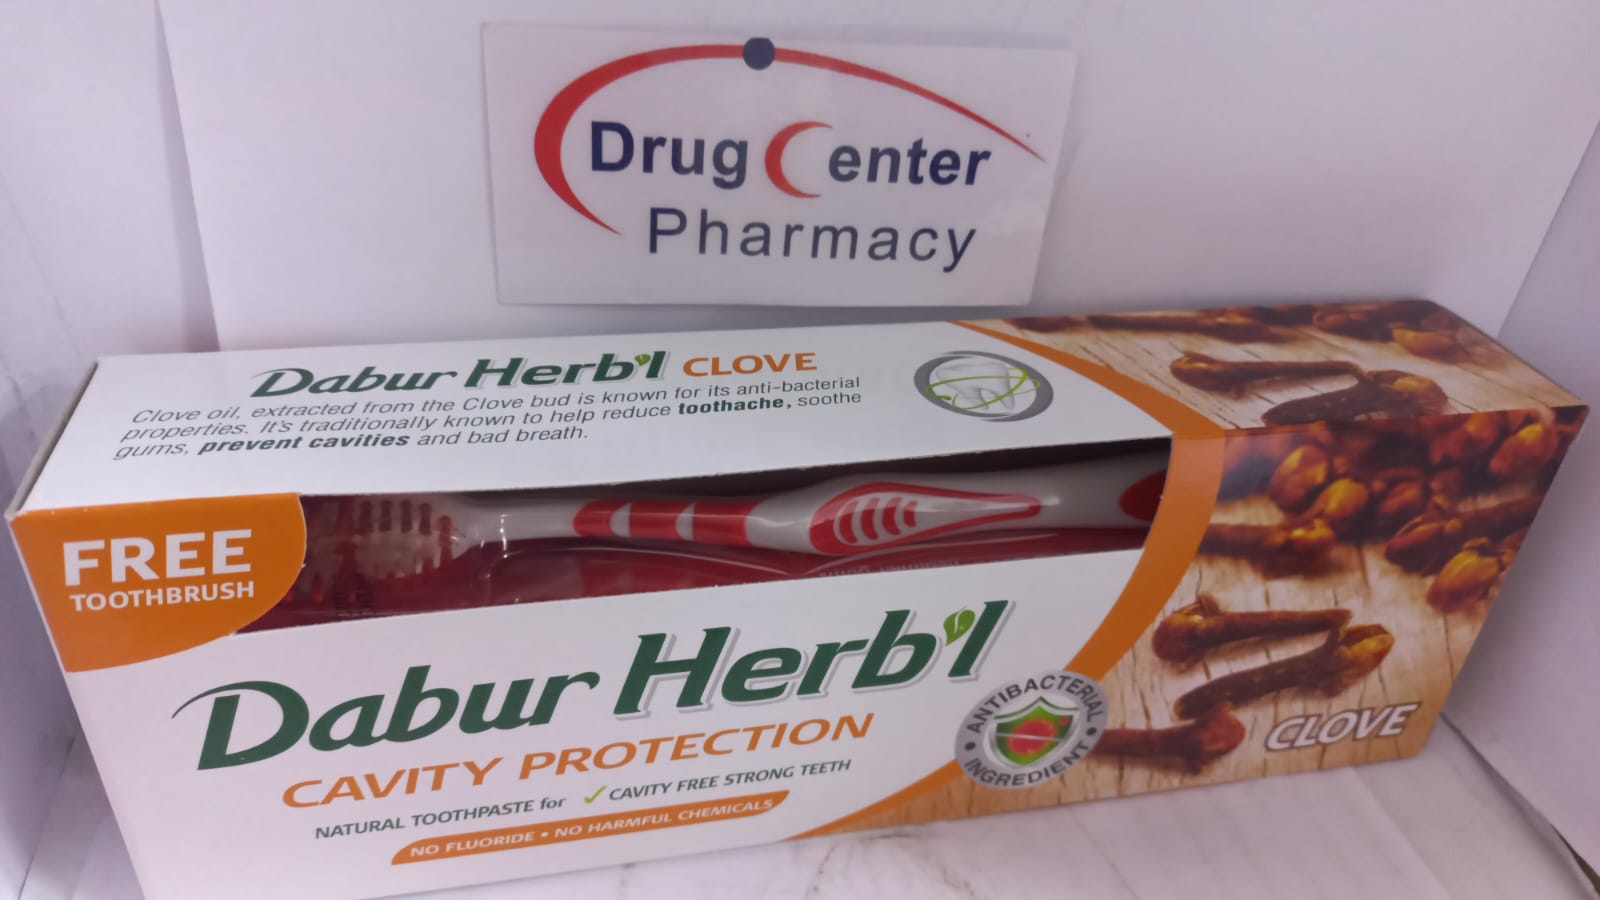 Drug Center
Pharmacy
Dabur Herb'l CLOVE
Clove oil, extracted from the Clove bud is known for its anti-bacterial
properties. It's traditionally known to help reduce toothache, soothe
gums, prevent cavities and bad breath.
FREE
TOOTHBRUSH
Dabur Herb'l
CAVITY PROTECTION
NATURAL TOOTHPASTE for ✓ CAVITY FREE STRONG TEETH
NO FLUORIDE • NO HARMFUL CHEMICALS
• ANTIBACTERIAL •
INGREDIENT
CLOVE